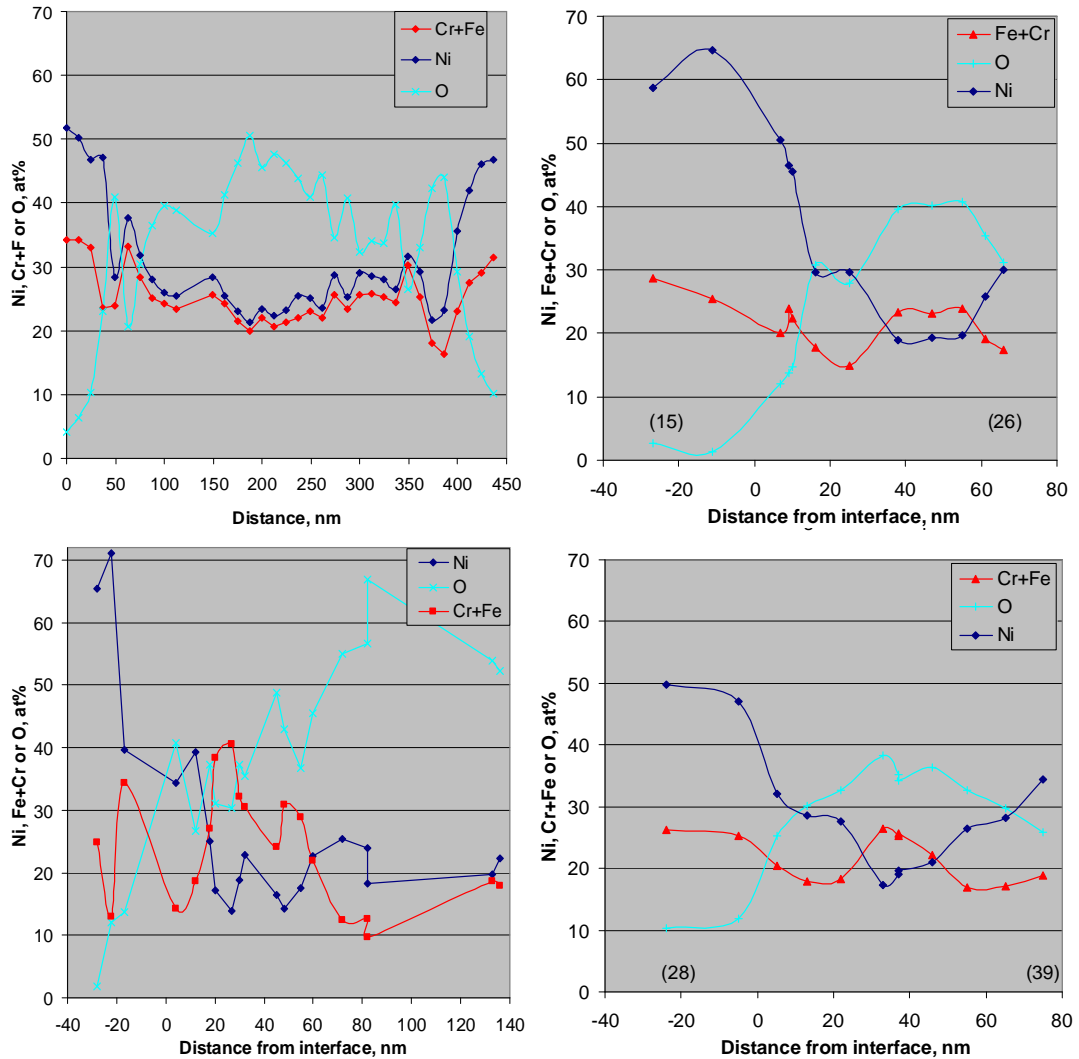 Ni, Cr+F or O, at%
70
60
50
40
30
20
10
0
Cr+Fe
Ni
O
0 50 100 150 200 250 300 350 400 450
Distance, nm
Ni, Fe+Cr or O, at%
70
60
50
40
30
20
10
0
Fe+Cr
O
Ni
(15) (26)
-40 -20 0 20 40 60 80
Distance from interface, nm
Ni, Fe+Cr or O, at%
70
60
50
40
30
20
10
0
Ni
O
Cr+Fe
-40 -20 0 20 40 60 80 100 120 140
Distance from interface, nm
Ni, Cr+Fe or O, at%
70
60
50
40
30
20
10
0
Cr+Fe
O
Ni
(28) (39)
-40 -20 0 20 40 60 80
Distance from interface, nm